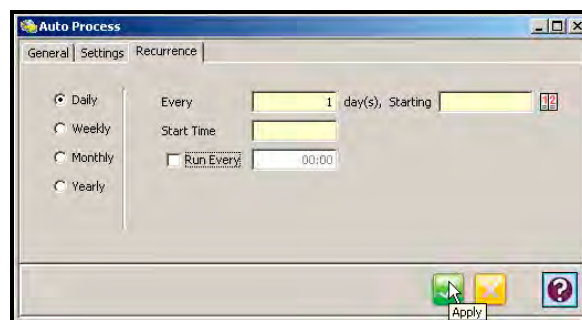 Auto Process
General Settings Recurrence
Daily Every 1 day(s), Starting 12
Weekly Start Time
Monthly Run Every 00:00
Yearly
?
Apply